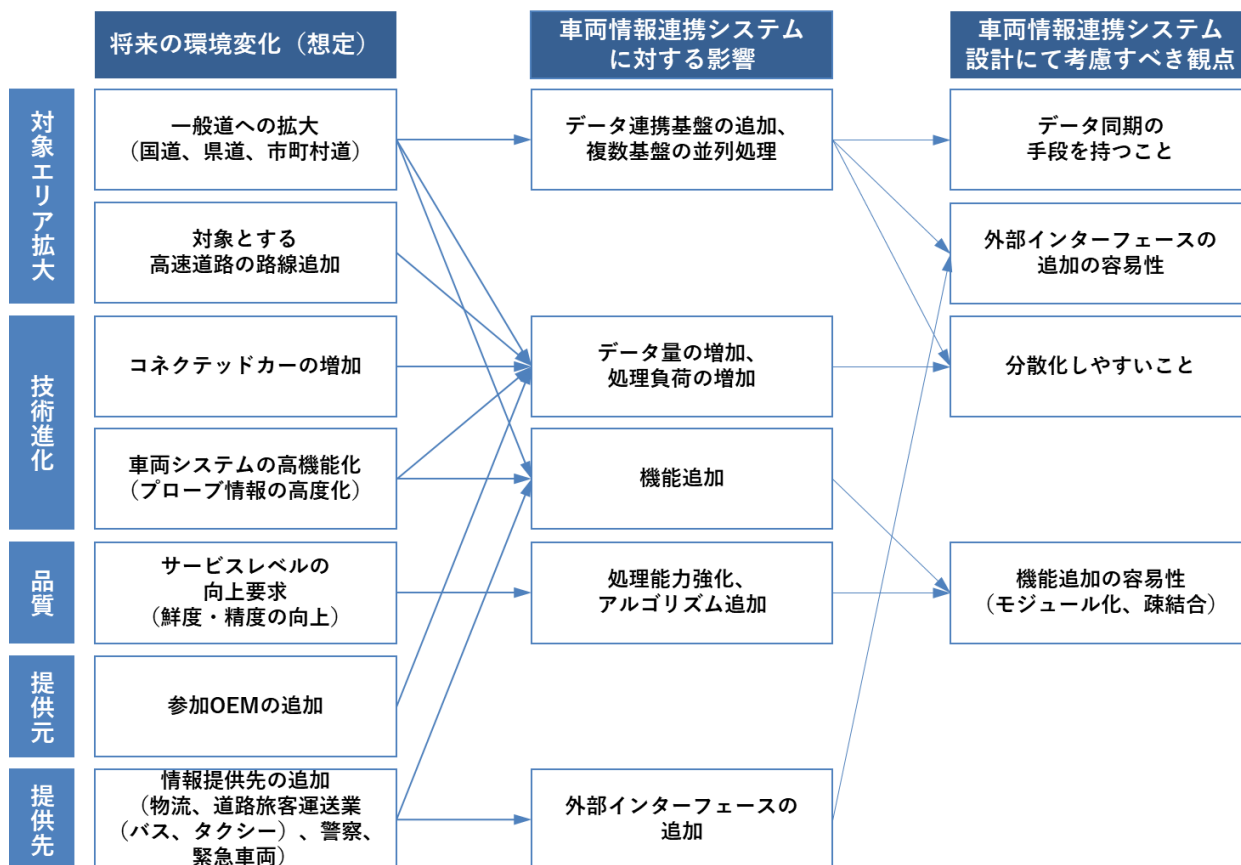 将来の環境変化（想定）
車両情報連携システム
に対する影響
車両情報連携システム
設計にて考慮すべき観点
対象エリア拡大
一般道への拡大
（国道、県道、市町村道）
データ連携基盤の追加、
複数基盤の並列処理
データ同期の
手段を持つこと
対象とする
高速道路の路線追加
外部インターフェースの
追加の容易性
技術進化
コネクテッドカーの増加
データ量の増加、
処理負荷の増加
分散化しやすいこと
車両システムの高機能化
（プローブ情報の高度化）
機能追加
品質
サービスレベルの
向上要求
（鮮度・精度の向上）
処理能力強化、
アルゴリズム追加
機能追加の容易性
（モジュール化、疎結合）
提供元
参加OEMの追加
提供先
情報提供先の追加
（物流、道路旅客運送業
（バス、タクシー）、警察、
緊急車両）
外部インターフェースの
追加